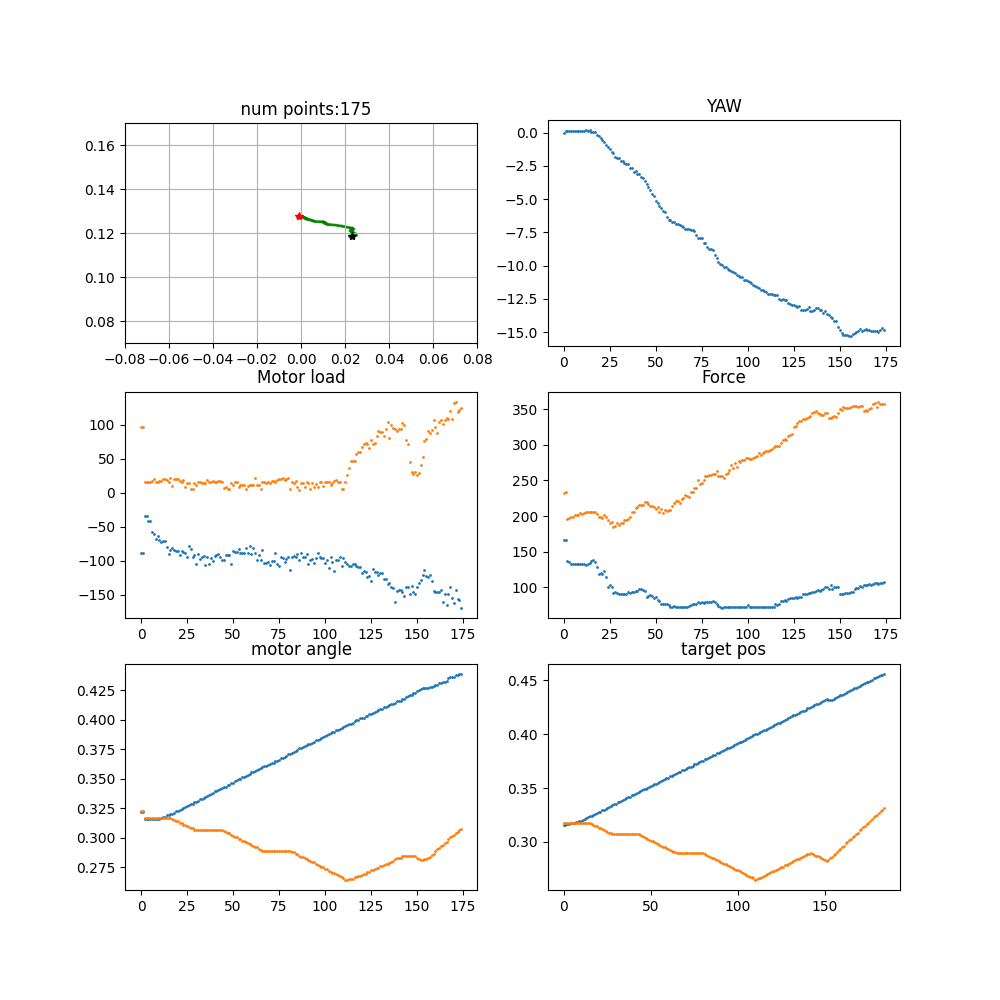 num points:175
YAW
0.16
0.14
0.12
0.10
0.08
−0.08 −0.06 −0.04 −0.02 0.00 0.02 0.04 0.06 0.08
0.0
−2.5
−5.0
−7.5
−10.0
−12.5
−15.0
0 25 50 75 100 125 150 175
Motor load
Force
100
50
0
−50
−100
−150
0 25 50 75 100 125 150 175
350
300
250
200
150
100
0 25 50 75 100 125 150 175
motor angle
target pos
0.425
0.400
0.375
0.350
0.325
0.300
0.275
0 25 50 75 100 125 150 175
0.45
0.40
0.35
0.30
0 50 100 150